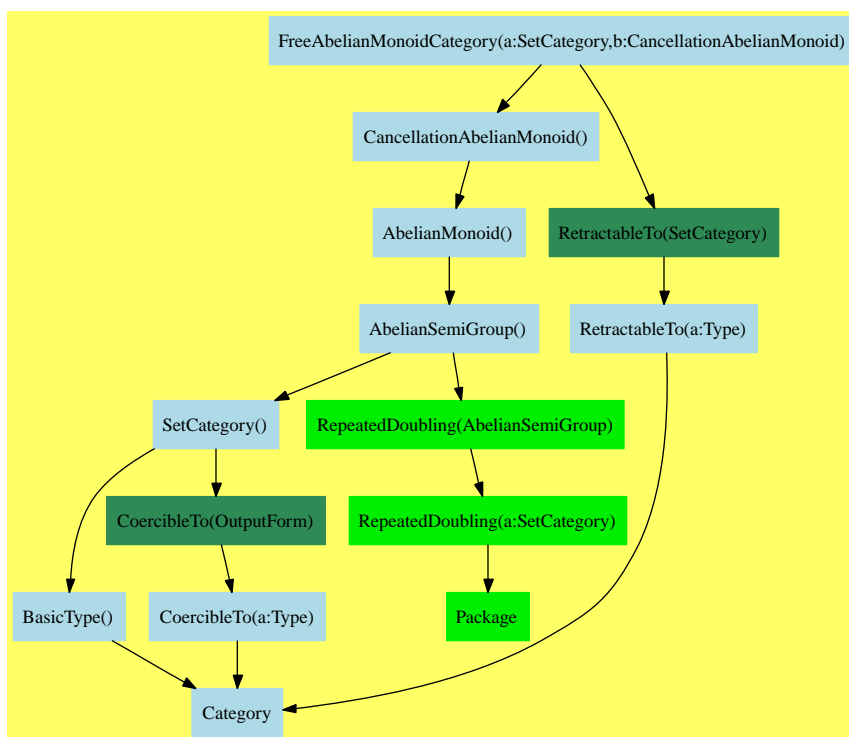 FreeAbelianMonoidCategory(a:SetCategory,b:CancellationAbelianMonoid)
CancellationAbelianMonoid()
AbelianMonoid()
RetractableTo(SetCategory)
AbelianSemiGroup()
RetractableTo(a:Type)
SetCategory()
RepeatedDoubling(AbelianSemiGroup)
CoercibleTo(OutputForm)
RepeatedDoubling(a:SetCategory)
BasicType()
CoercibleTo(a:Type)
Package
Category